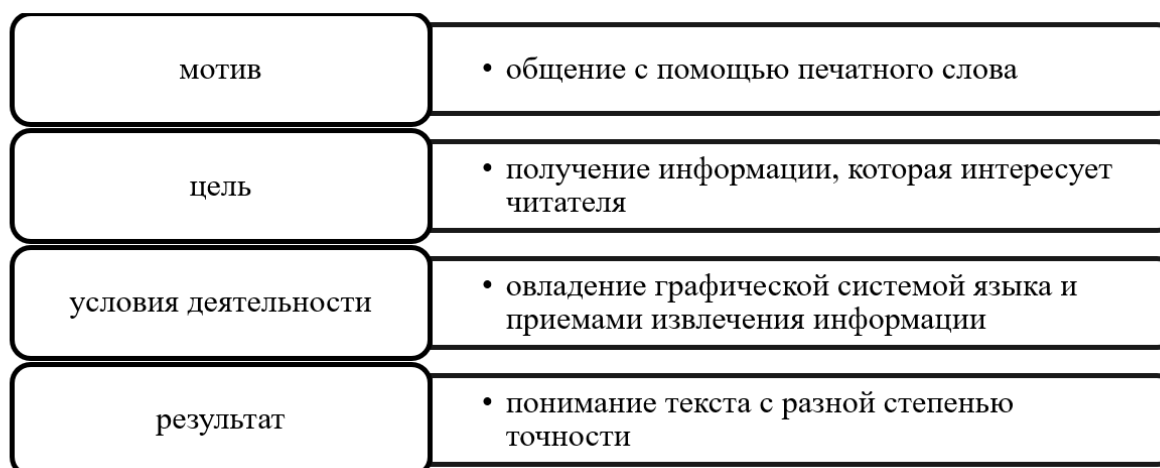 мотив
• общение с помощью печатного слова
цель
• получение информации, которая интересует
читателя
условия деятельности
• овладение графической системой языка и
приемами извлечения информации
результат
• понимание текста с разной степенью
точности